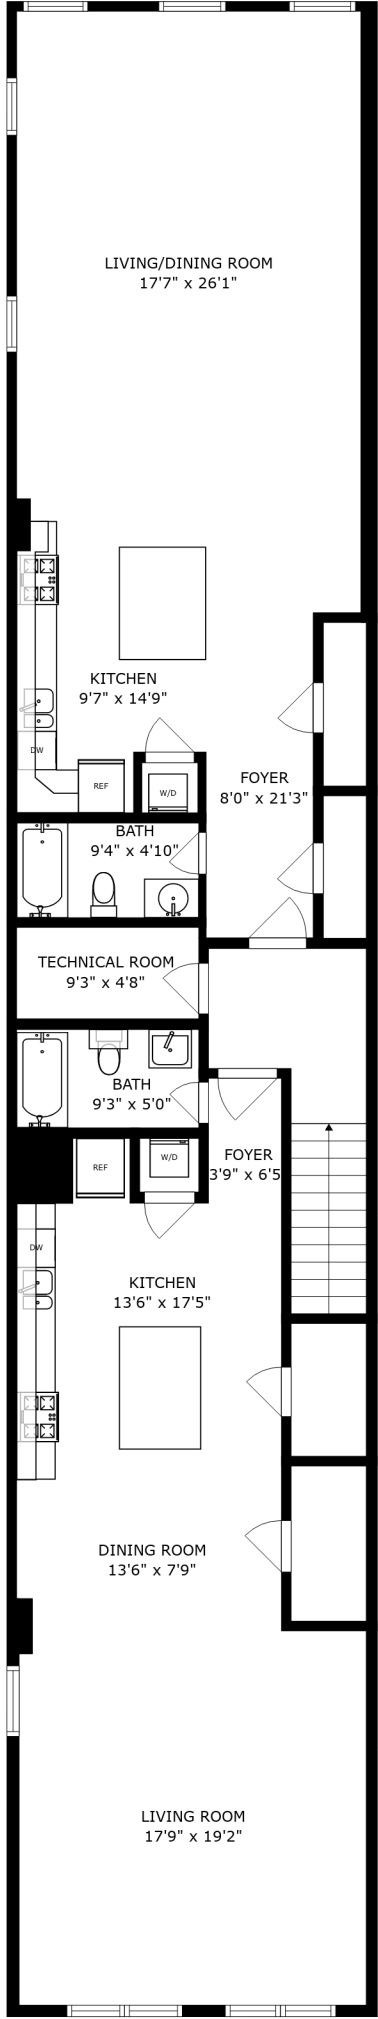 LIVING/DINING ROOM
17'7" x 26'1"
KITCHEN
9'7" x 14'9"
DW
REF
W/D
FOYER
8'0" x 21'3"
BATH
9'4" x 4'10"
TECHNICAL ROOM
9'3" x 4'8"
BATH
9'3" x 5'0"
FOYER
3'9" x 6'5
REF
W/D
DW
KITCHEN
13'6" x 17'5"
DINING ROOM
13'6" x 7'9"
LIVING ROOM
17'9" x 19'2"